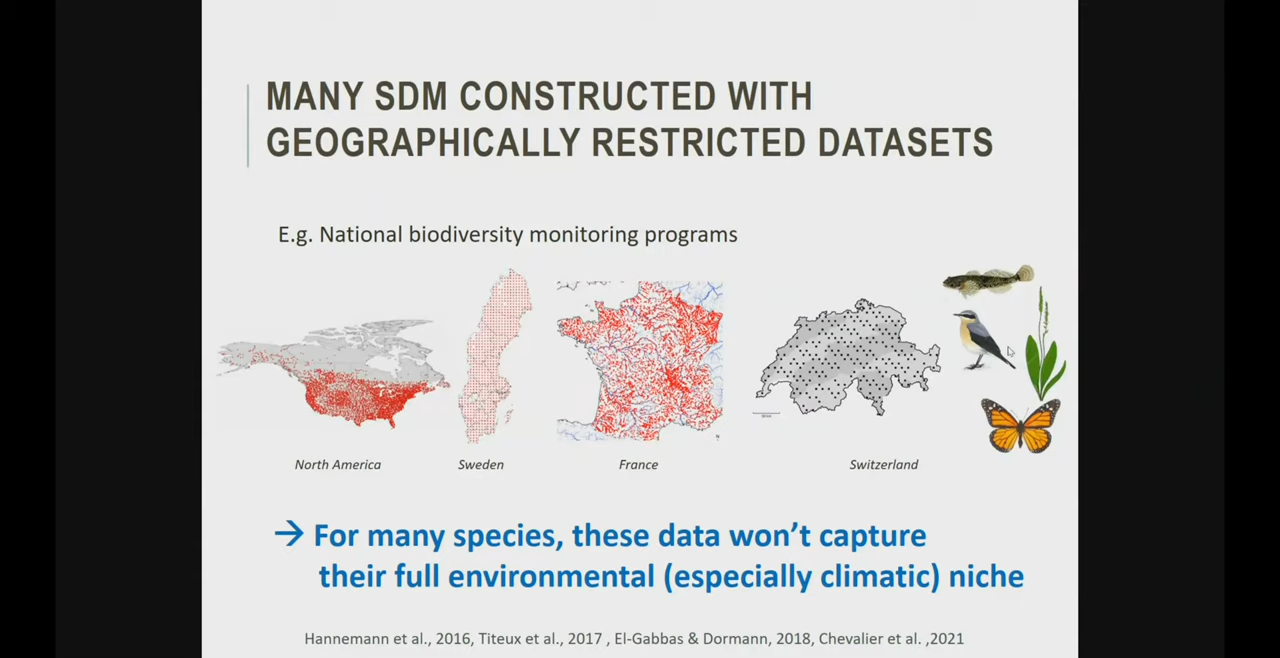 MANY SDM CONSTRUCTED WITH
GEOGRAPHICALLY RESTRICTED DATASETS
E.g. National biodiversity monitoring programs
North America
Sweden
France
Switzerland
→ For many species, these data won't capture
their full environmental (especially climatic) niche
Hannemann et al., 2016, Titeux et al., 2017 , El-Gabbas & Dormann, 2018, Chevalier et al. ,2021